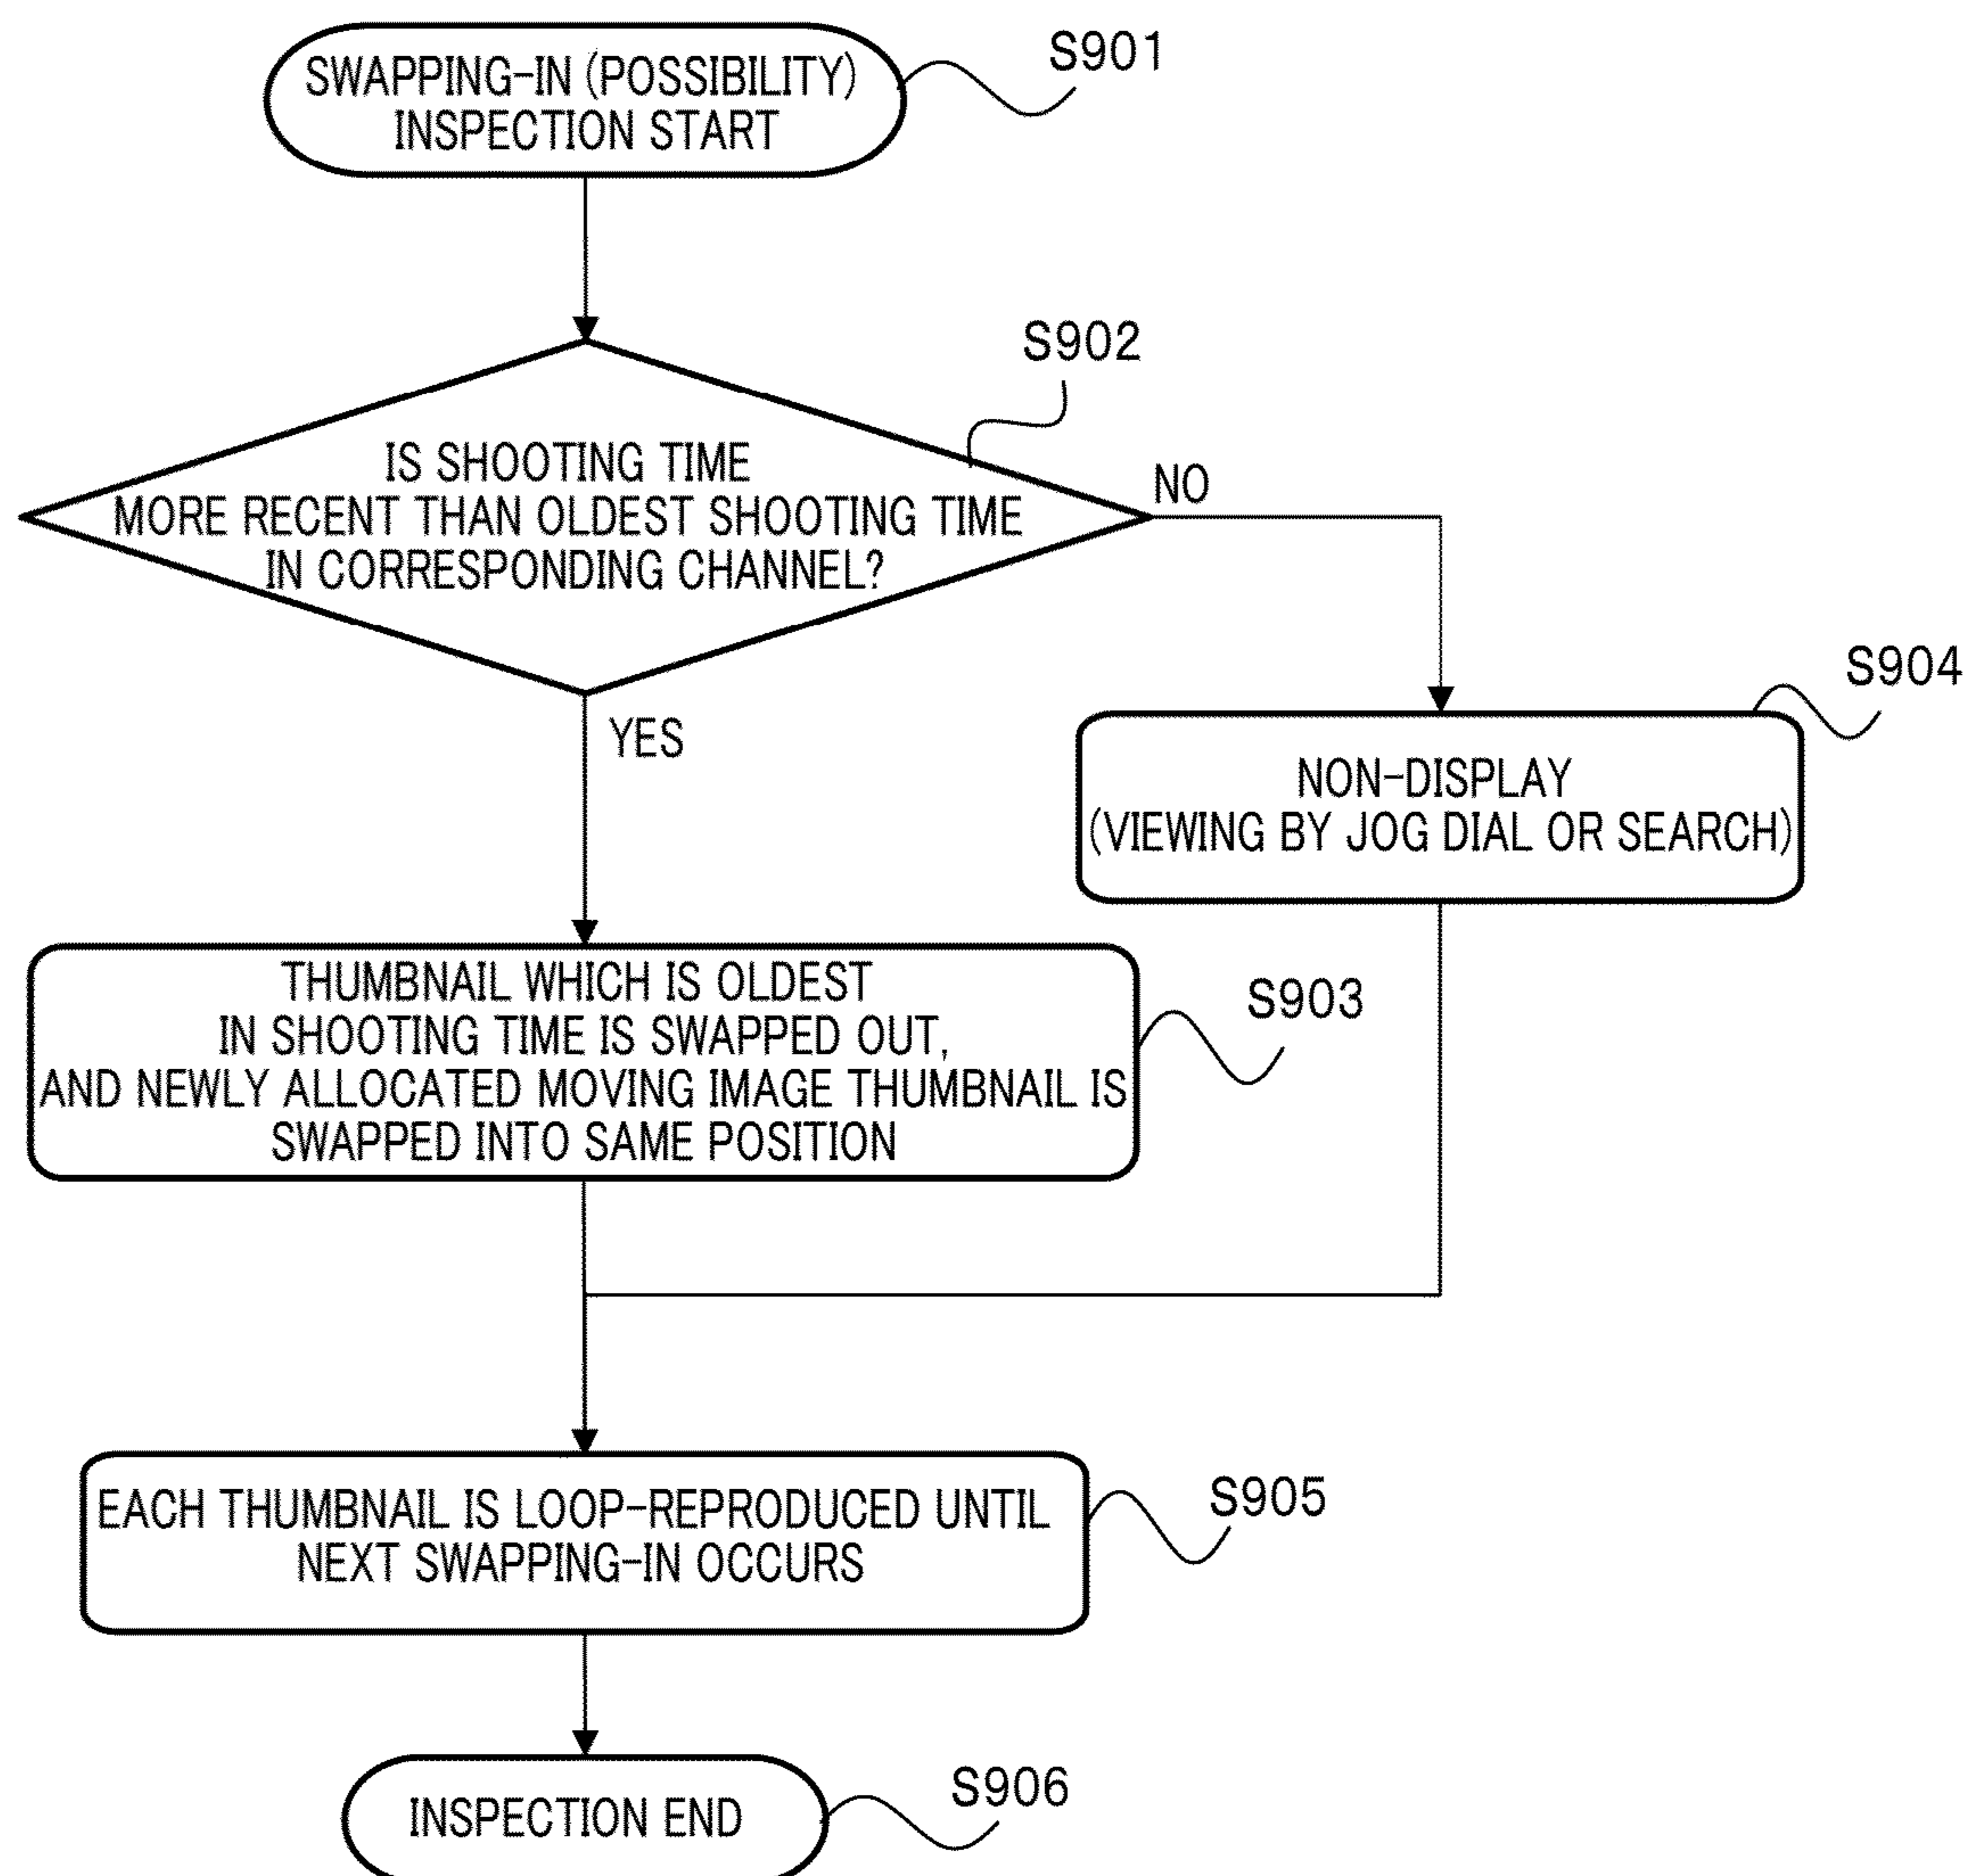 SWAPPING-IN (POSSIBILITY)
INSPECTION START
S901
S902
IS SHOOTING TIME
MORE RECENT THAN OLDEST SHOOTING TIME
IN CORRESPONDING CHANNEL?
NO
YES
S904
NON-DISPLAY
(VIEWING BY JOG DIAL OR SEARCH)
THUMBNAIL WHICH IS OLDEST
IN SHOOTING TIME IS SWAPPED OUT,
AND NEWLY ALLOCATED MOVING IMAGE THUMBNAIL IS
SWAPPED INTO SAME POSITION
S903
EACH THUMBNAIL IS LOOP-REPRODUCED UNTIL
NEXT SWAPPING-IN OCCURS
S905
INSPECTION END
S906